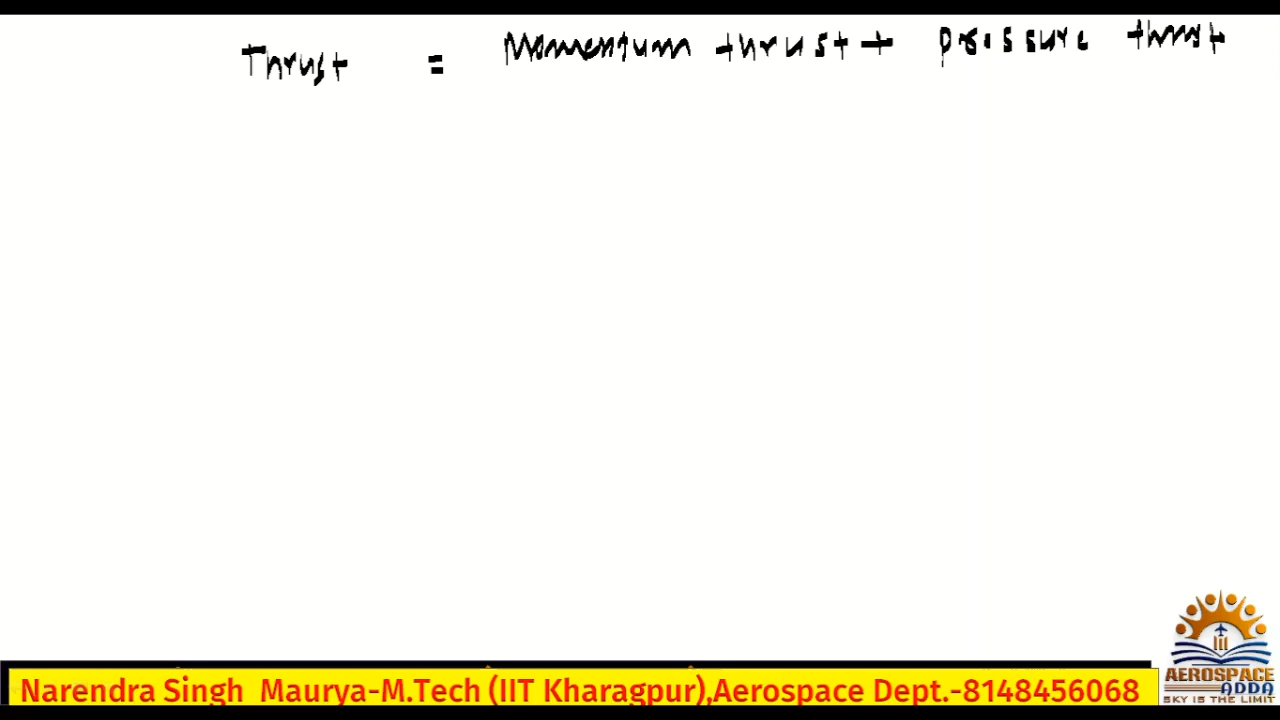 Thrust = Momentum thrust + pressure thrust
Narendra Singh Maurya-M.Tech (IIT Kharagpur),Aerospace Dept.-8148456068
AEROSPACE
ADDA
SKY IS THE LIMIT